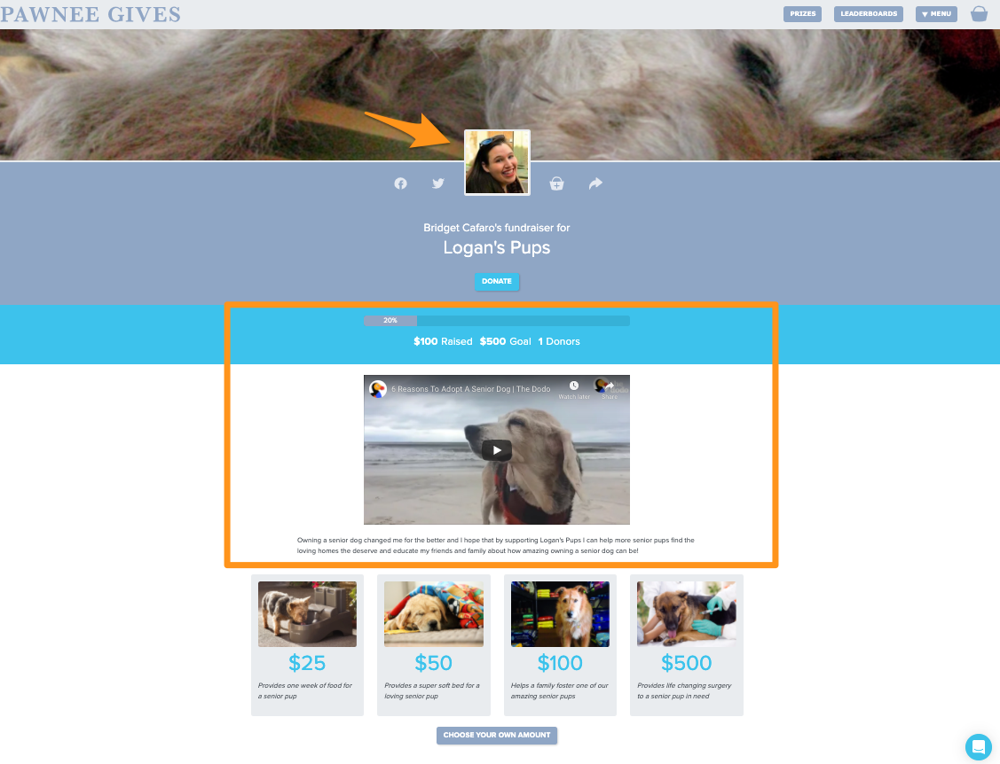 PAWNEE GIVES
PRIZES
LEADERBOARDS
▼ MENU
Bridget Cafaro's fundraiser for
Logan's Pups
DONATE
20%
$100 Raised $500 Goal 1 Donors
5 Reasons To Adopt A Senior Dog | The Dodo
Watch later
Share
Owning a senior dog changed me for the better and I hope that by supporting Logan's Pups I can help more senior pups find the
loving homes the deserve and educate my friends and family about how amazing owning a senior dog can be!
$25
Provides one week of food for
a senior pup
$50
Provides a super soft bed for a
loving senior pup
$100
Helps a family foster one of our
amazing senior pups
$500
Provides life changing surgery
to a senior pup in need
CHOOSE YOUR OWN AMOUNT